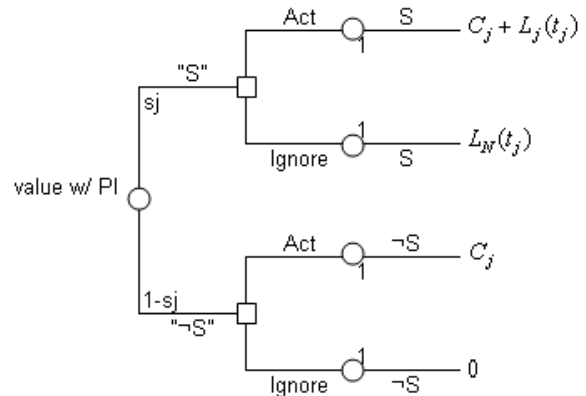 Act
S
C_j + L_j(t_j)
1
"S"
sj
1
Ignore
S
L_N(t_j)
value w/ PI
Act
¬S
C_j
1
1-sj
"¬S"
1
Ignore
¬S
0